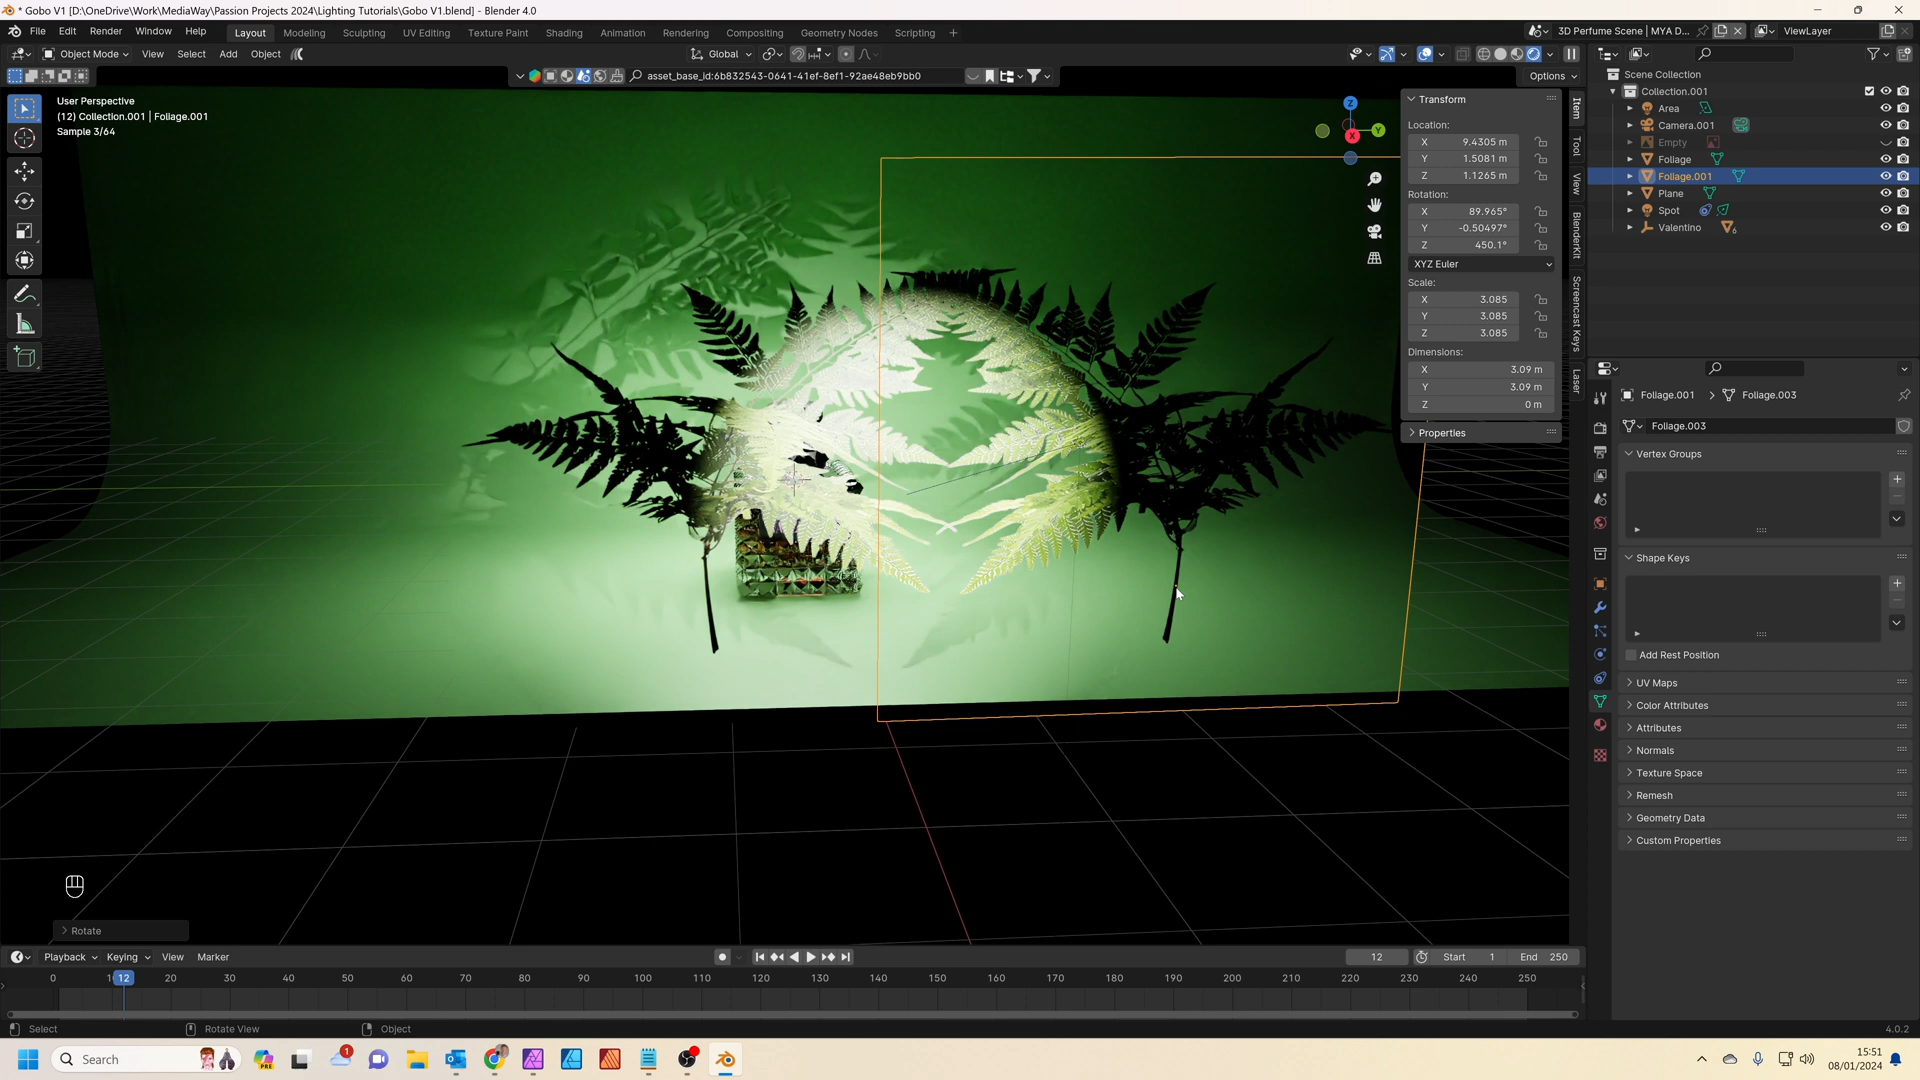 * Gobo V1 [D:\OneDrive\Work\MediaWay\Passion Projects 2024\Lighting Tutorials\Gobo V1.blend] - Blender 4.0
File Edit Render Window Help Layout Modeling Sculpting UV Editing Texture Paint Shading Animation Rendering Compositing Geometry Nodes Scripting +
3D Perfume Scene | MYA D... ViewLayer
Object Mode View Select Add Object Global
asset_base_id:6b832543-0641-41ef-8ef1-92ae48eb9bb0 Options
User Perspective
(12) Collection.001 | Foliage.001
Sample 3/64
Z
Y
X
Transform
Location:
X 9.4305 m
Y 1.5081 m
Z 1.1265 m
Rotation:
X 89.965°
Y -0.50497°
Z 450.1°
XYZ Euler
Scale:
X 3.085
Y 3.085
Z 3.085
Dimensions:
X 3.09 m
Y 3.09 m
Z 0 m
Properties
Item
Tool
View
BlenderKit
Screencast Keys
Laser
Scene Collection
Collection.001
Area
Camera.001
Empty
Foliage
Foliage.001
Plane
Spot
Valentino
Foliage.001 > Foliage.003
Foliage.003
Vertex Groups
Shape Keys
Add Rest Position
UV Maps
Color Attributes
Attributes
Normals
Texture Space
Remesh
Geometry Data
Custom Properties
Rotate
Playback Keying View Marker 12 Start 1 End 250
0 12 20 30 40 50 60 70 80 90 100 110 120 130 140 150 160 170 180 190 200 210 220 230 240 250
Select Rotate View Object 4.0.2
Search PRE 1
15:51
08/01/2024